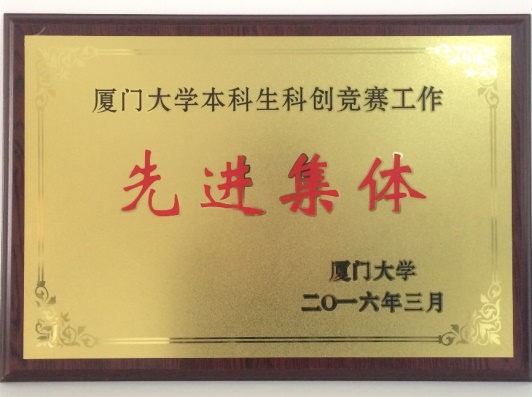 厦门大学本科生科创竞赛工作
先进集体
厦门大学
二O一六年三月